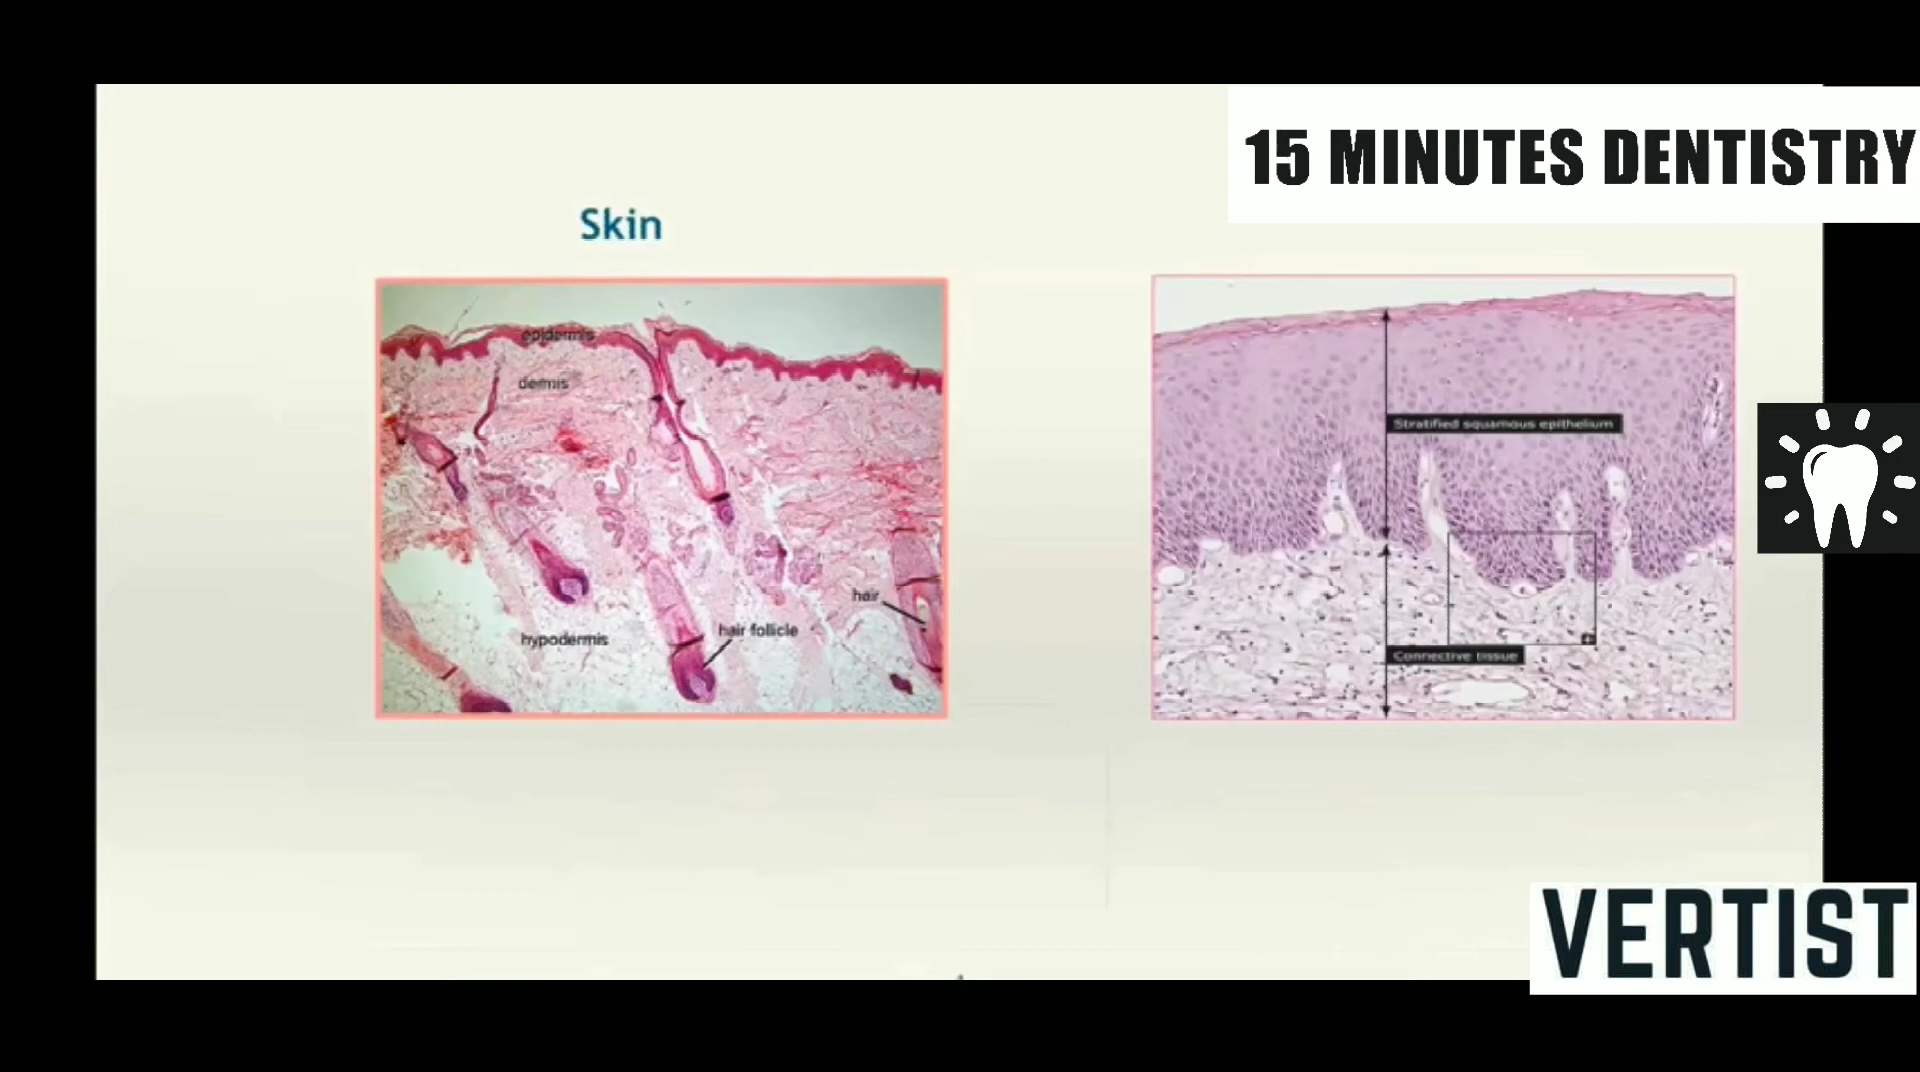 15 MINUTES DENTISTRY
Skin
epidermis
dermis
hair
hair follicle
hypodermis
Stratified squamous epithelium
Connective tissue
VERTIST